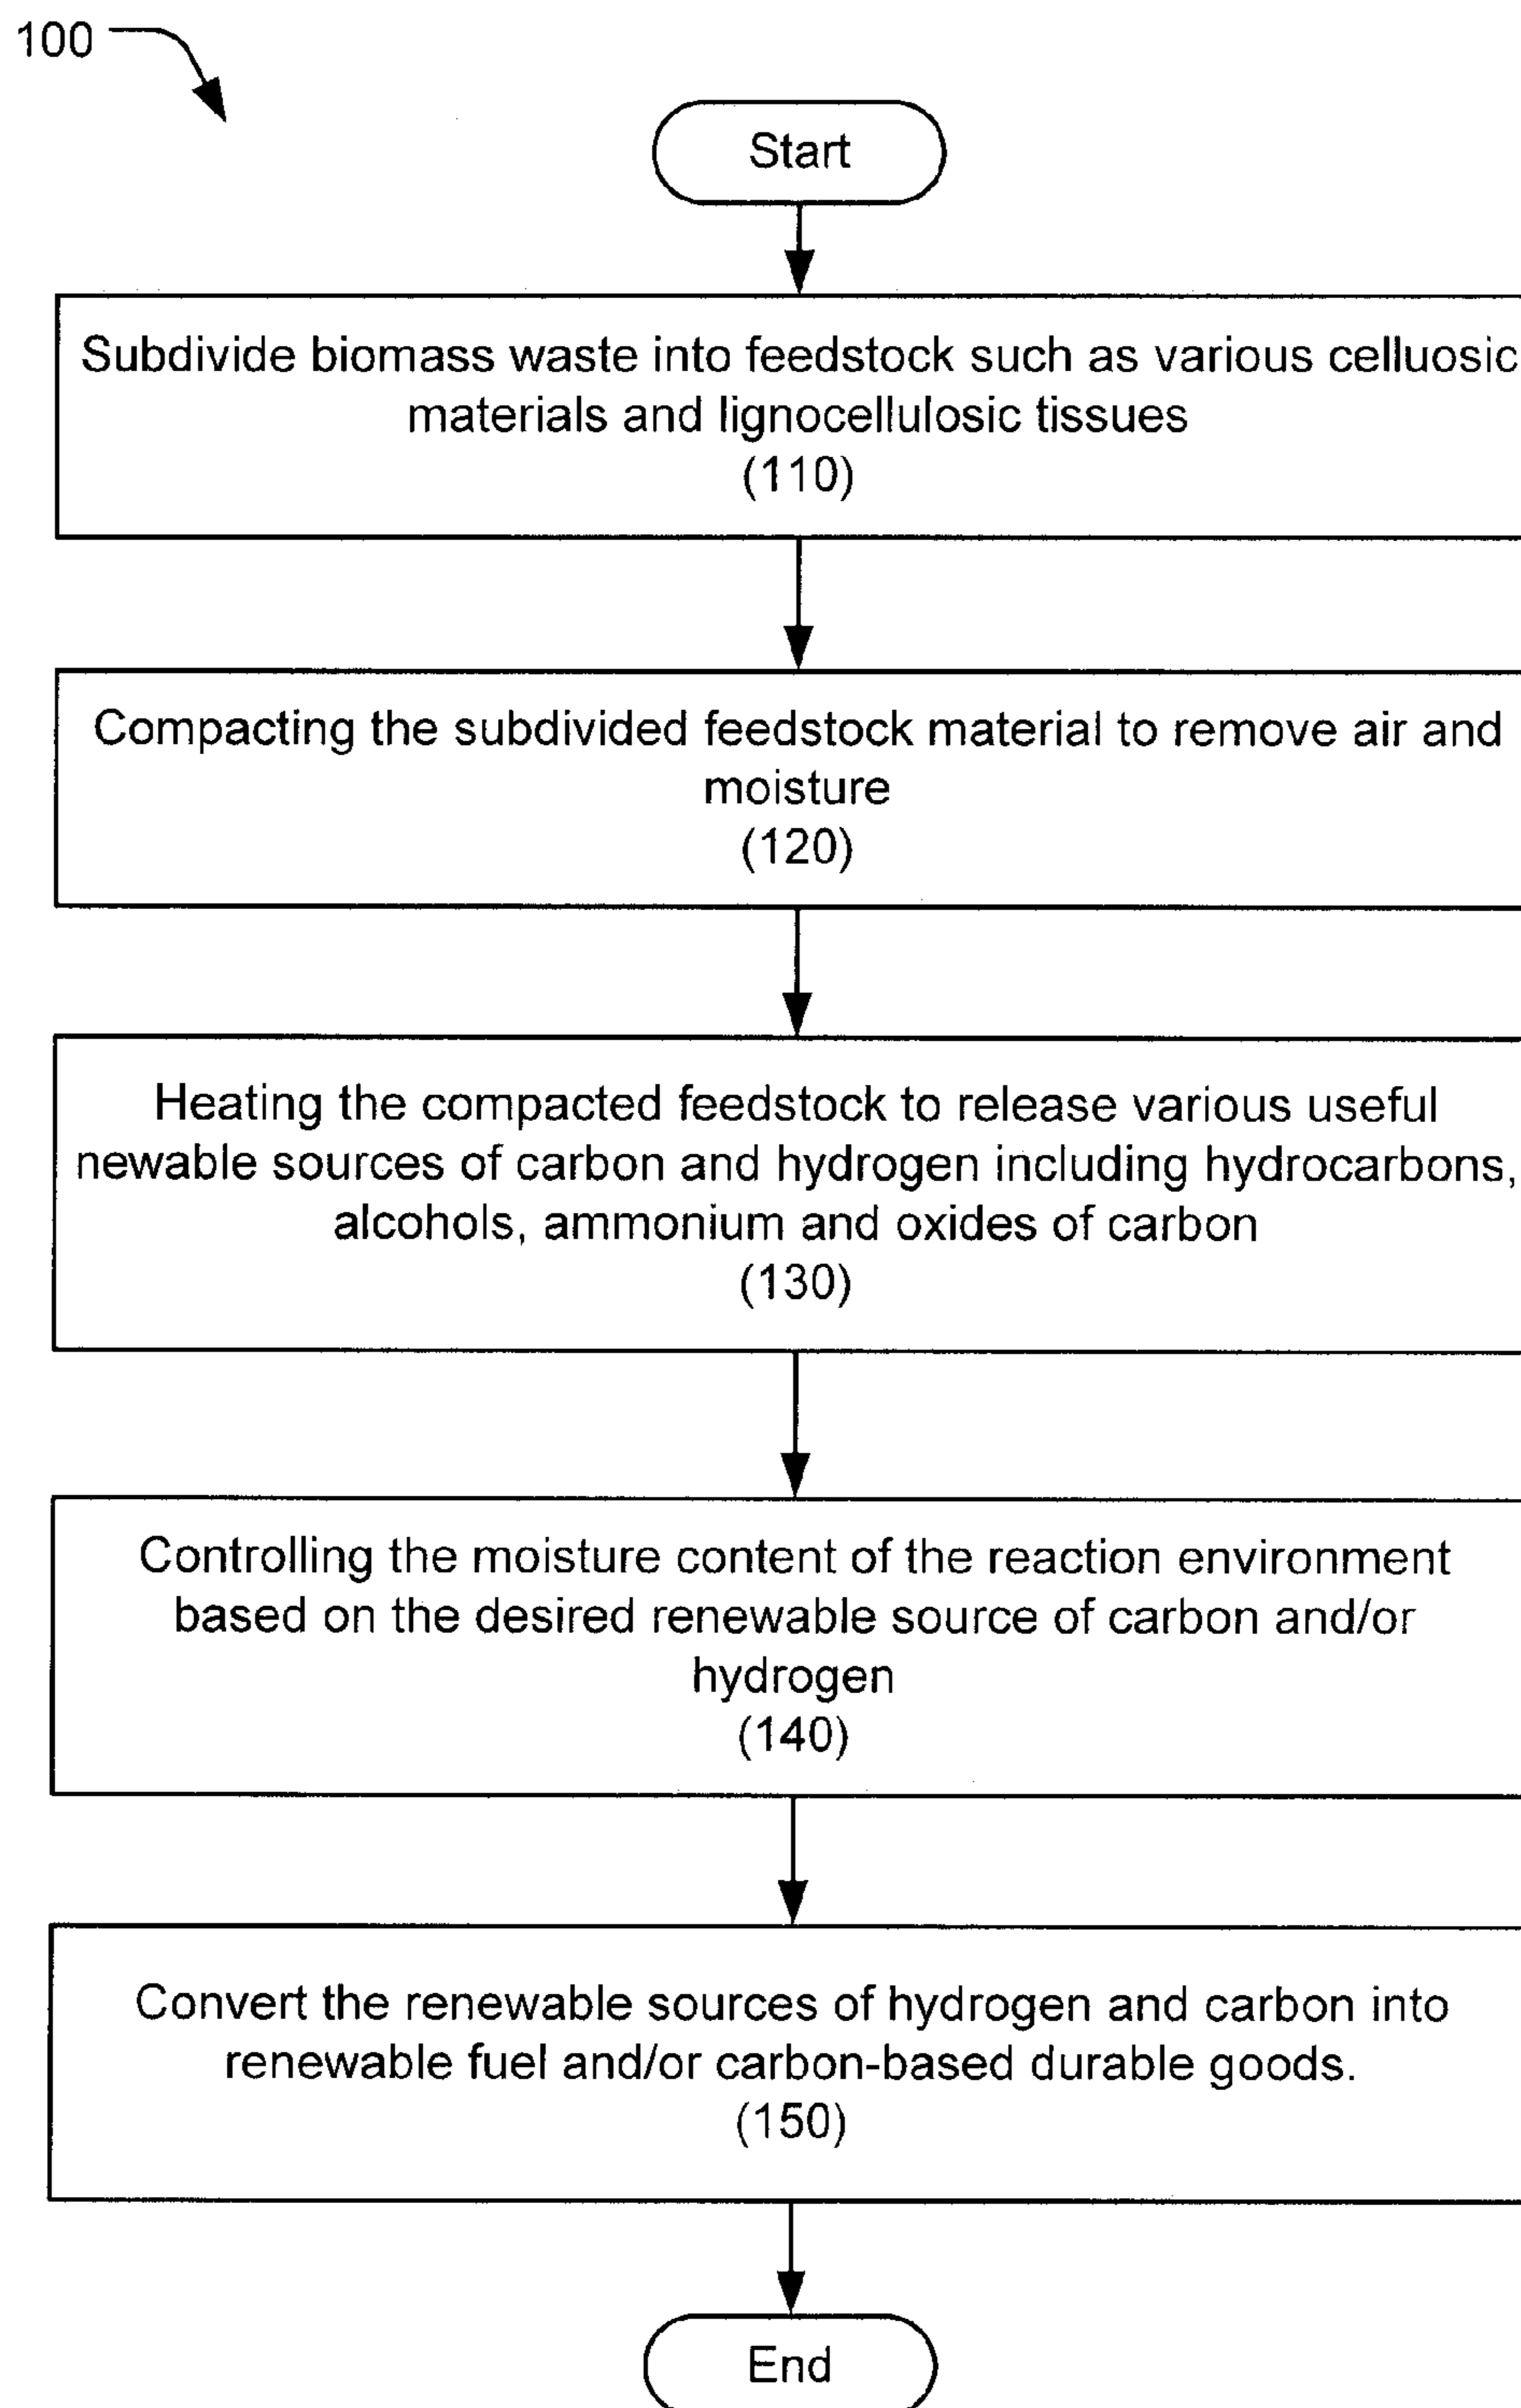 100
Start
Subdivide biomass waste into feedstock such as various celluosic
materials and lignocellulosic tissues
(110)
Compacting the subdivided feedstock material to remove air and
moisture
(120)
Heating the compacted feedstock to release various useful
newable sources of carbon and hydrogen including hydrocarbons,
alcohols, ammonium and oxides of carbon
(130)
Controlling the moisture content of the reaction environment
based on the desired renewable source of carbon and/or
hydrogen
(140)
Convert the renewable sources of hydrogen and carbon into
renewable fuel and/or carbon-based durable goods.
(150)
End